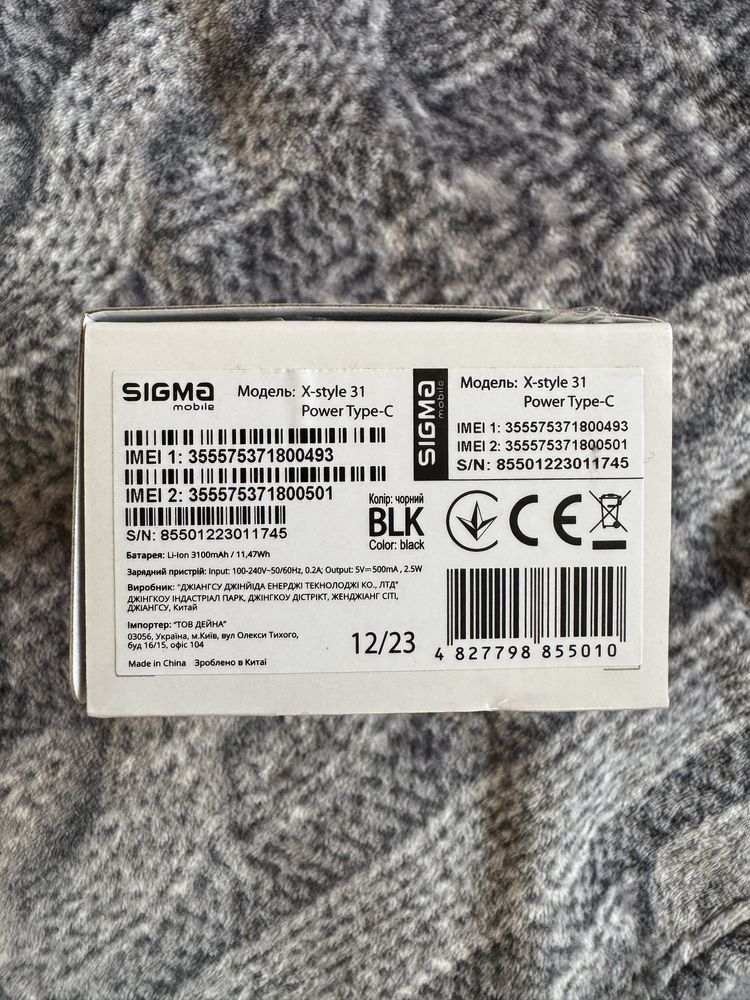 SIGMA
mobile
Модель: X-style 31
Power Type-C
IMEI 1: 355575371800493
IMEI 2: 355575371800501
S/N: 85501223011745
Батарея: Li-Ion 3100mAh / 11,47Wh
Зарядний пристрій: Input: 100-240V~50/60Hz, 0.2A; Output: 5V⎓500mA , 2.5W
Виробник: "ДЖІАНГСУ ДЖІНЙІДА ЕНЕРДЖІ ТЕКНОЛОДЖІ КО., ЛТД"
ДЖІНГКОУ ІНДАСТРІАЛ ПАРК, ДЖІНГКОУ ДІСТРІКТ, ЖЕНДЖІАНГ СІТІ,
ДЖІАНГСУ, Китай
Імпортер: "ТОВ ДЕЙНА"
03056, Україна, м.Київ, вул Олекси Тихого,
буд 16/15, офіс 104
Made in China Зроблено в Китаї
12/23
Колір: чорний
BLK
Color: black
SIGMA
mobile
Модель: X-style 31
Power Type-C
IMEI 1: 355575371800493
IMEI 2: 355575371800501
S/N: 85501223011745
CE
4 827798 855010